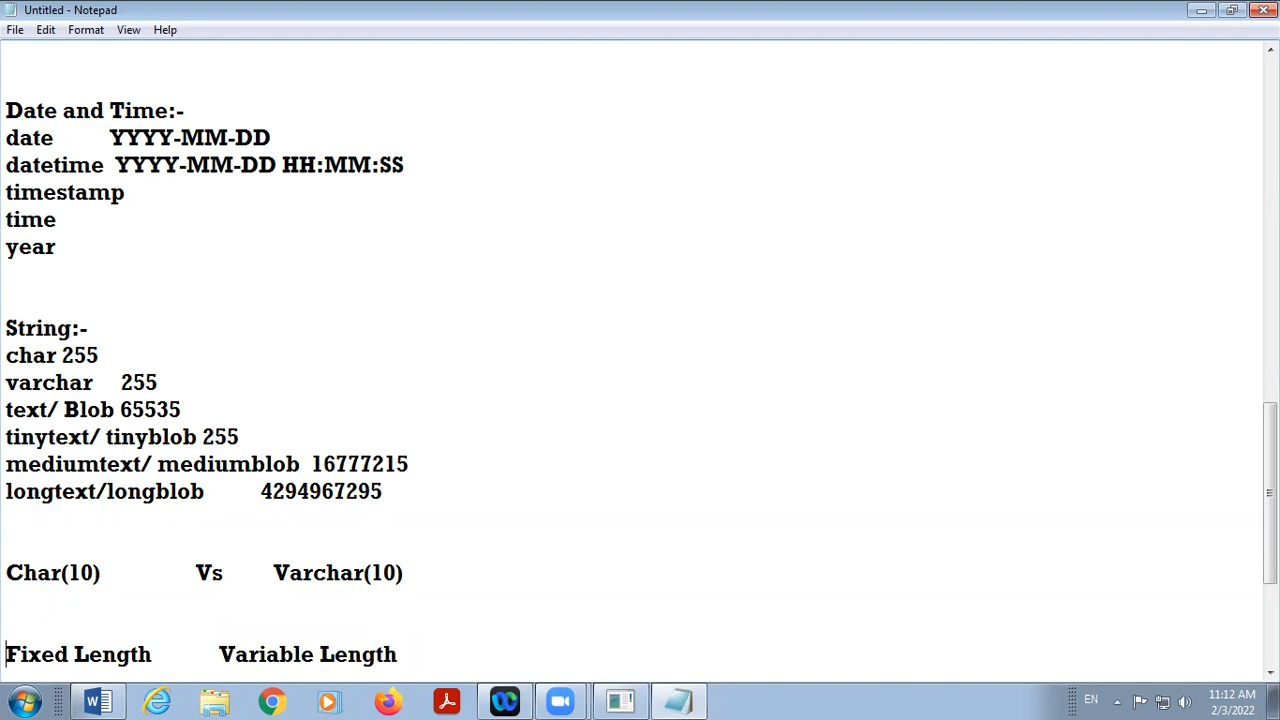 Untitled - Notepad
File Edit Format View Help
Date and Time:-
date YYYY-MM-DD
datetime YYYY-MM-DD HH:MM:SS
timestamp
time
year
String:-
char 255
varchar 255
text/ Blob 65535
tinytext/ tinyblob 255
mediumtext/ mediumblob 16777215
longtext/longblob 4294967295
Char(10) Vs Varchar(10)
Fixed Length Variable Length
EN 11:12 AM
2/3/2022